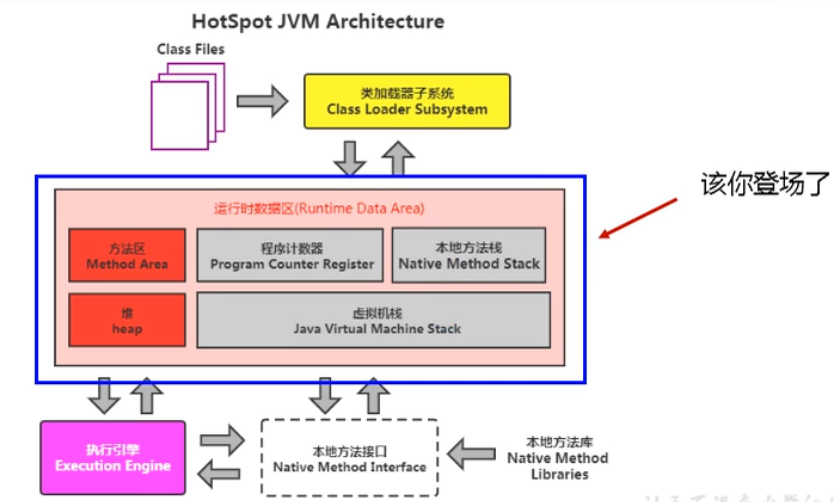 HotSpot JVM Architecture
Class Files
类加载器子系统
Class Loader Subsystem
该你登场了
运行时数据区(Runtime Data Area)
方法区
Method Area
程序计数器
Program Counter Register
本地方法栈
Native Method Stack
堆
heap
虚拟机栈
Java Virtual Machine Stack
执行引擎
Execution Engine
本地方法接口
Native Method Interface
本地方法库
Native Method
Libraries